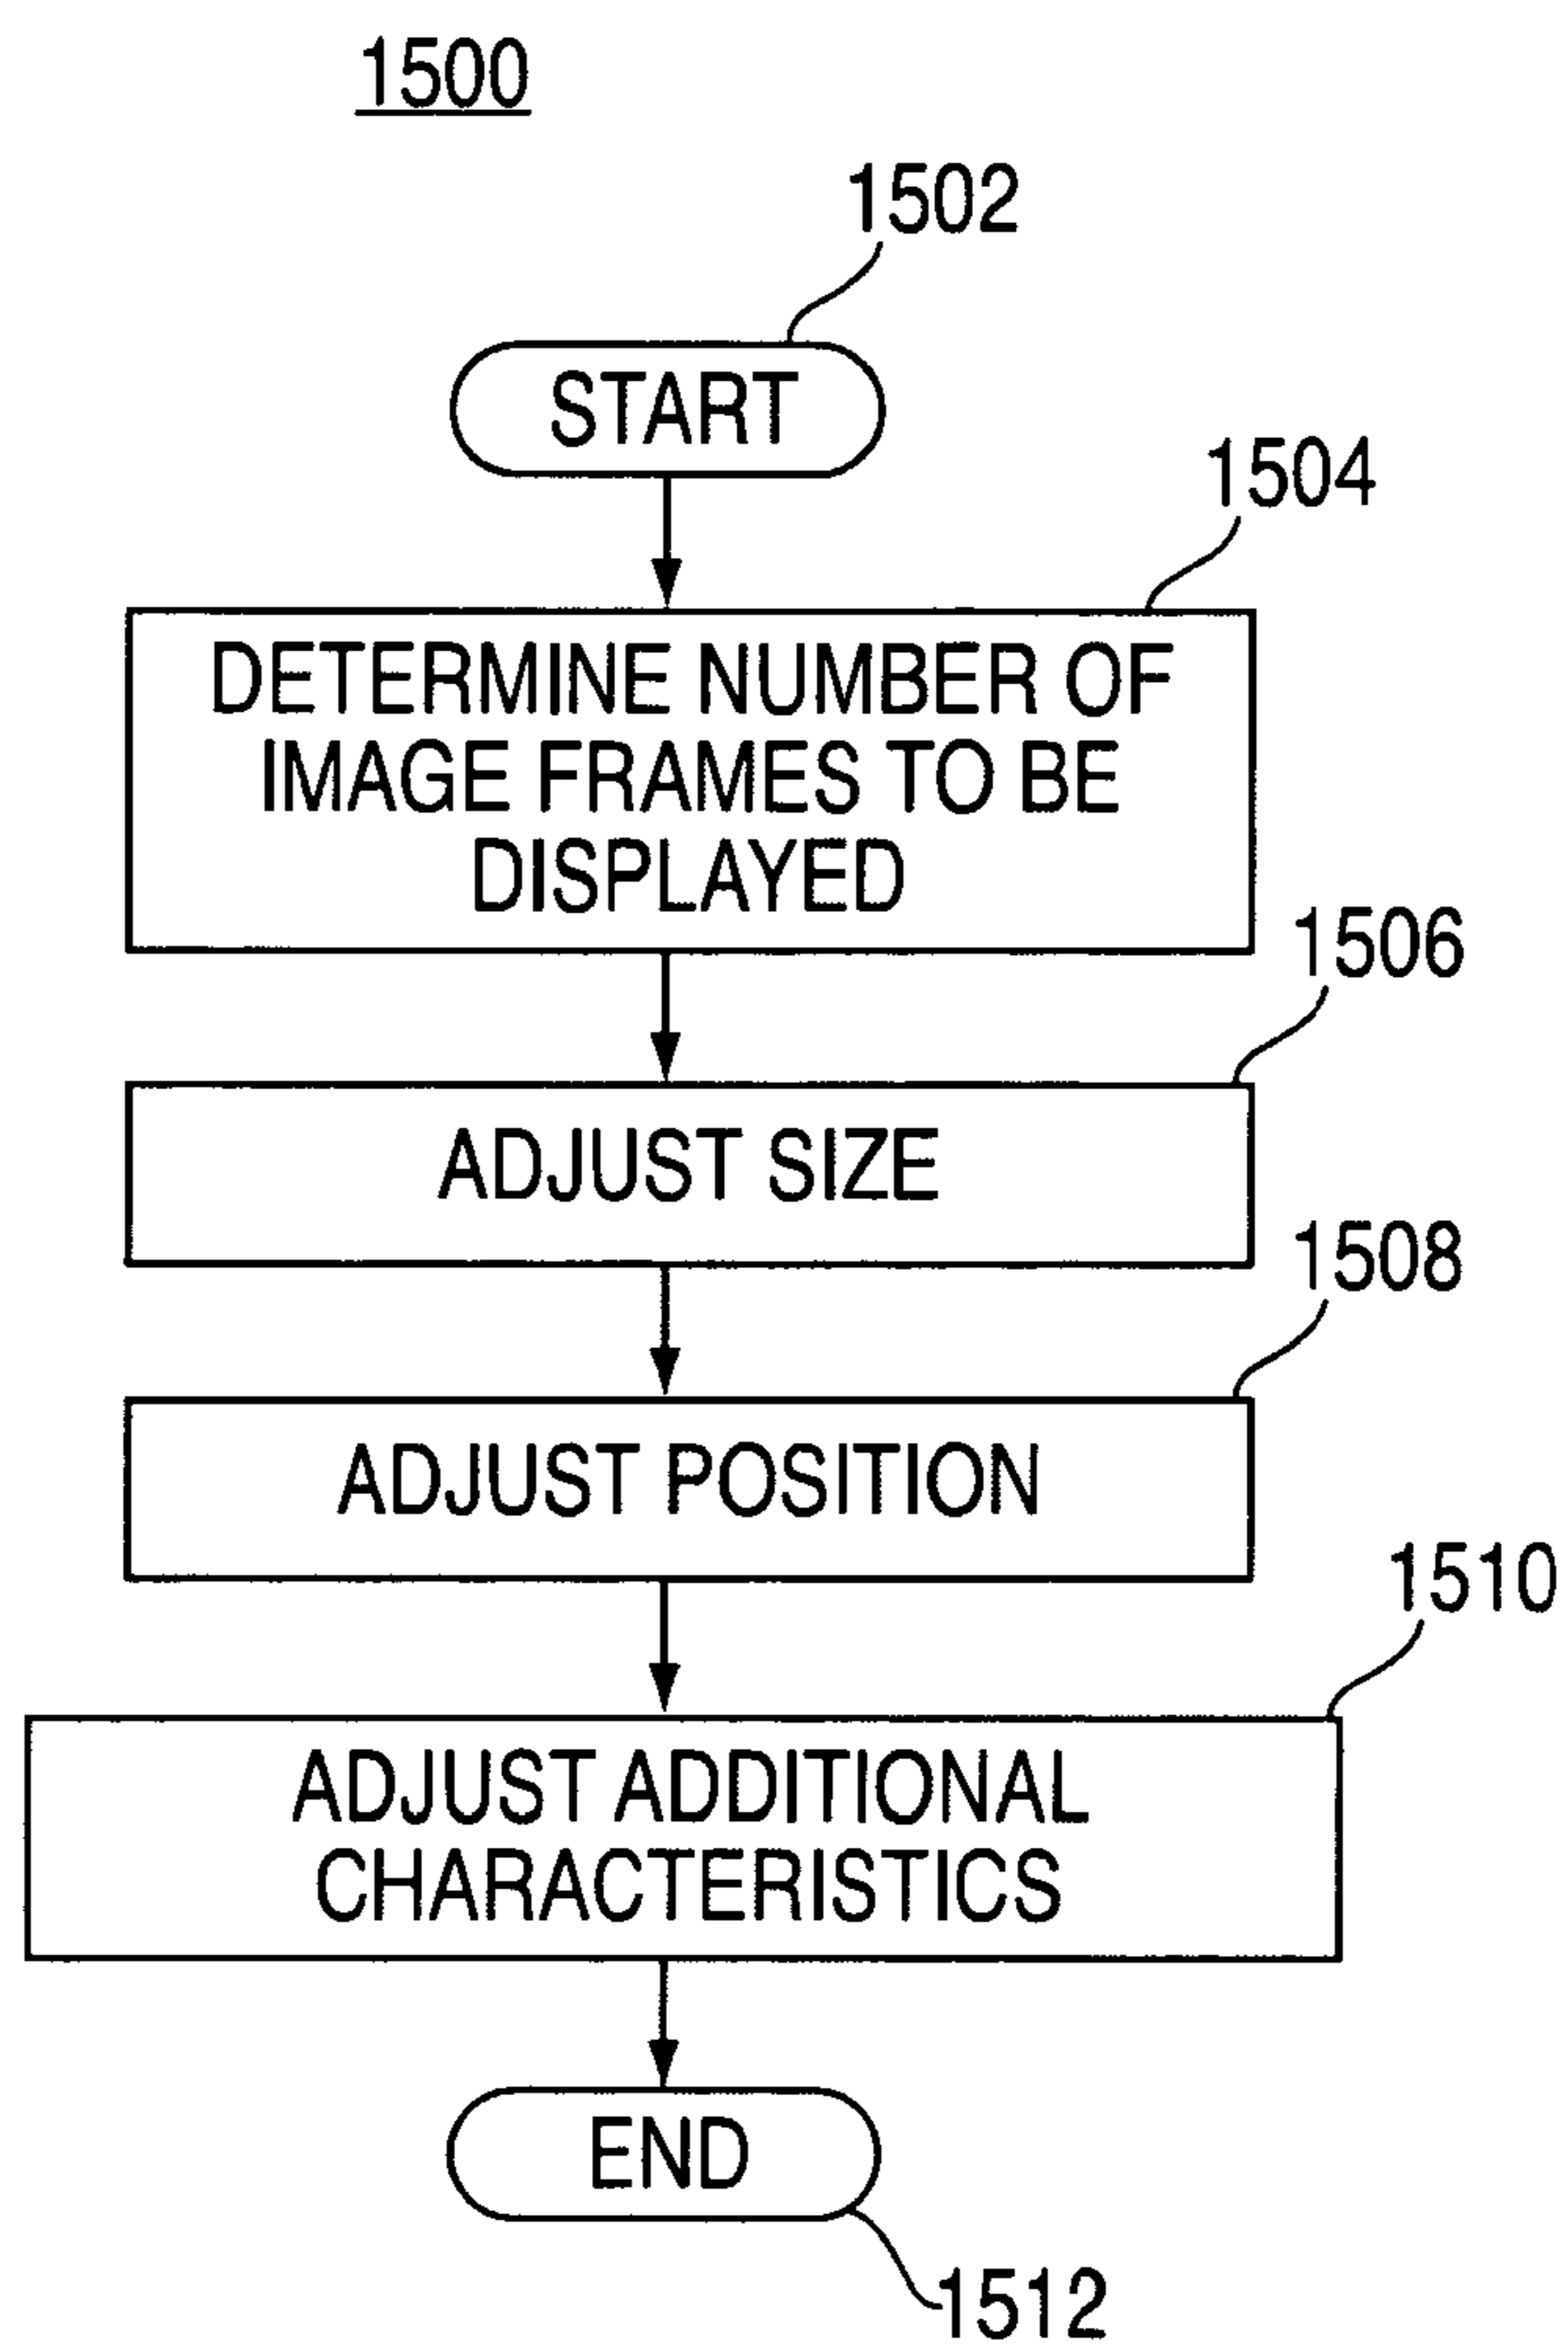 1500
1502
START
1504
DETERMINE NUMBER OF
IMAGE FRAMES TO BE
DISPLAYED
1506
ADJUST SIZE
1508
ADJUST POSITION
1510
ADJUST ADDITIONAL
CHARACTERISTICS
END
1512